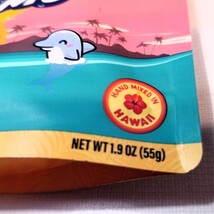 HAND MIXED IN
HAWAII
NET WT 1.9 OZ (55g)